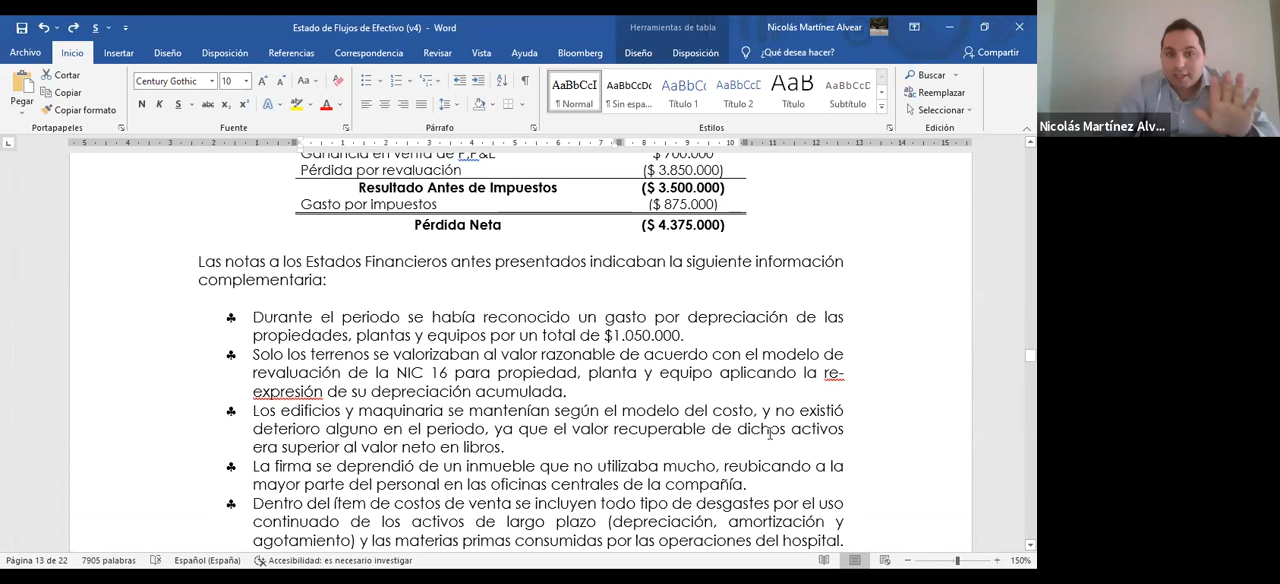 Estado de Flujos de Efectivo (v4) - Word
Herramientas de tabla
Nicolás Martínez Alvear
Archivo Inicio Insertar Diseño Disposición Referencias Correspondencia Revisar Vista Ayuda Bloomberg Diseño Disposición ¿Qué desea hacer? Compartir
Pegar
Cortar
Copiar
Copiar formato
Portapapeles
Century Gothic 10
N K S abc x₂ x²
Fuente
Párrafo
AaBbCcI AaBbCcDc AaBbCc AaBbCcD AaB AaBbCcD
¶ Normal ¶ Sin espa... Título 1 Título 2 Título Subtítulo
Estilos
Buscar
Reemplazar
Seleccionar
Edición
Nicolás Martínez Alv...
Ganancia en venta de P,P&E $ 700.000
Pérdida por revaluación ($ 3.850.000)
Resultado Antes de Impuestos ($ 3.500.000)
Gasto por impuestos ($ 875.000)
Pérdida Neta ($ 4.375.000)
Las notas a los Estados Financieros antes presentados indicaban la siguiente información
complementaria:
♣ Durante el periodo se había reconocido un gasto por depreciación de las
propiedades, plantas y equipos por un total de $1.050.000.
♣ Solo los terrenos se valorizaban al valor razonable de acuerdo con el modelo de
revaluación de la NIC 16 para propiedad, planta y equipo aplicando la re-
expresión de su depreciación acumulada.
♣ Los edificios y maquinaria se mantenían según el modelo del costo, y no existió
deterioro alguno en el periodo, ya que el valor recuperable de dichos activos
era superior al valor neto en libros.
♣ La firma se deprendió de un inmueble que no utilizaba mucho, reubicando a la
mayor parte del personal en las oficinas centrales de la compañía.
♣ Dentro del ítem de costos de venta se incluyen todo tipo de desgastes por el uso
continuado de los activos de largo plazo (depreciación, amortización y
agotamiento) y las materias primas consumidas por las operaciones del hospital.
Página 13 de 22 7905 palabras Español (España) Accesibilidad: es necesario investigar 150%